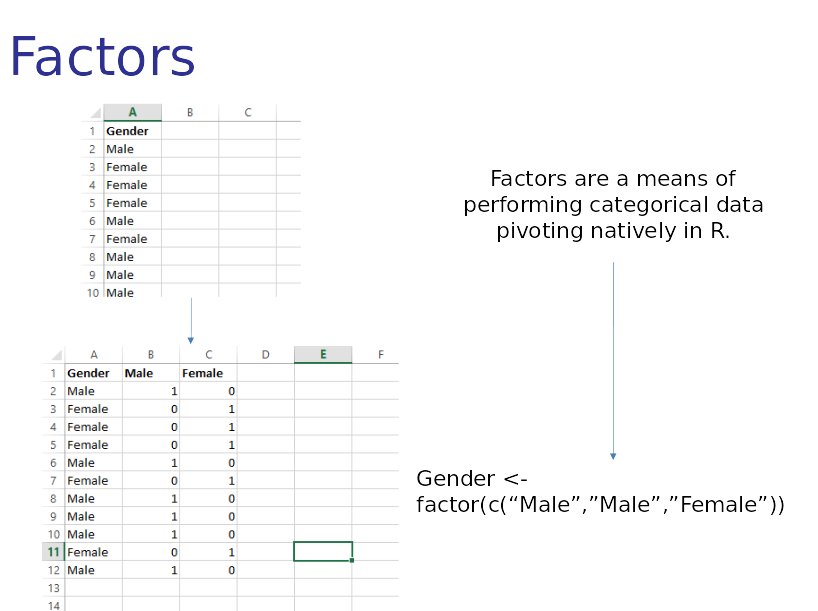 Factors
A B C
1 Gender
2 Male
3 Female
4 Female
5 Female
6 Male
7 Female
8 Male
9 Male
10 Male
Factors are a means of
performing categorical data
pivoting natively in R.
A B C D E F
1 Gender Male Female
2 Male 1 0
3 Female 0 1
4 Female 0 1
5 Female 0 1
6 Male 1 0
7 Female 0 1
8 Male 1 0
9 Male 1 0
10 Male 1 0
11 Female 0 1
12 Male 1 0
13
14
Gender <-
factor(c(“Male”,”Male”,”Female”))